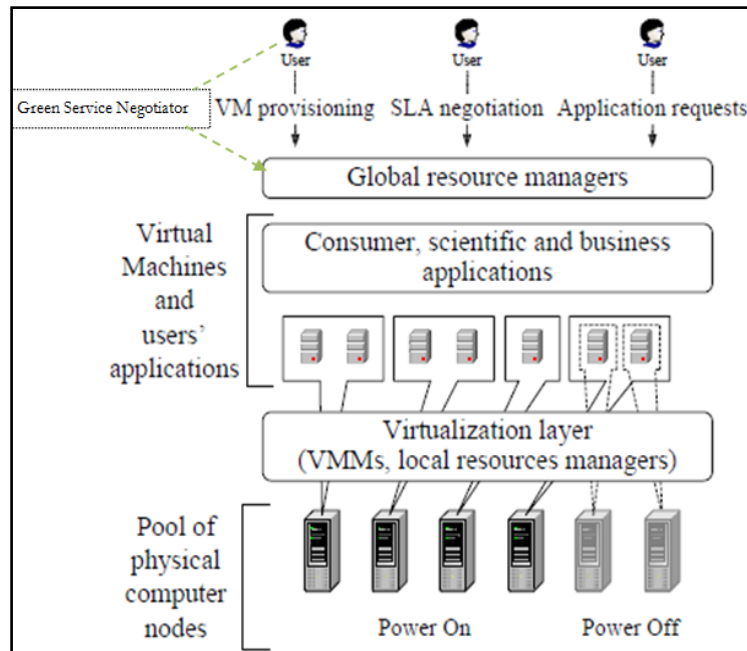 User
User
User
Green Service Negotiator
VM provisioning
SLA negotiation
Application requests
Global resource managers
Virtual
Machines
and
users'
applications
Consumer, scientific and business
applications
Virtualization layer
(VMMs, local resources managers)
Pool of
physical
computer
nodes
Power On
Power Off